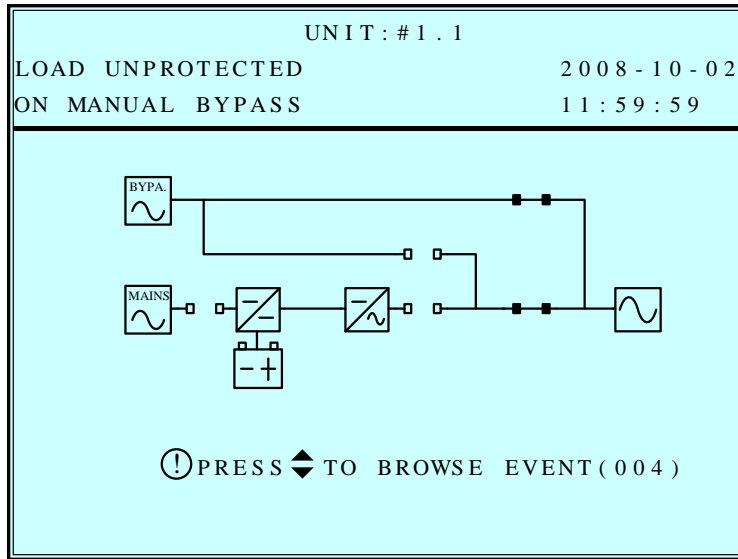 UNIT:#1.1
LOAD UNPROTECTED 2008-10-02
ON MANUAL BYPASS 11:59:59
BYPA.
MAINS
- +
! PRESS TO BROWSE EVENT(004)